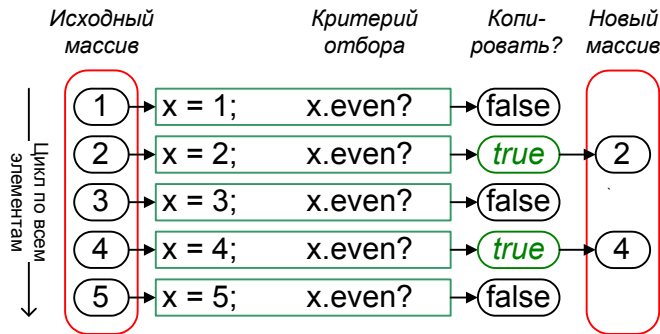 Исходный массив
Критерий отбора
Копи-
ровать?
Новый массив
Цикл по всем элементам
1 x = 1; x.even? false
2 x = 2; x.even? true 2
3 x = 3; x.even? false
4 x = 4; x.even? true 4
5 x = 5; x.even? false